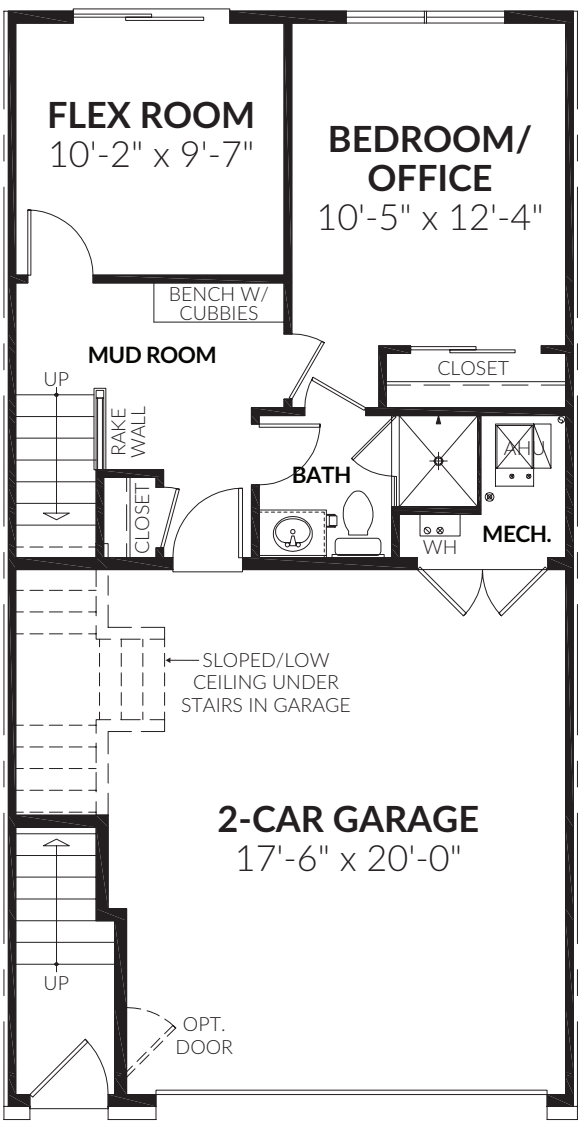 FLEX ROOM
10'-2" x 9'-7"
BEDROOM/
OFFICE
10'-5" x 12'-4"
BENCH W/
CUBBIES
MUD ROOM
UP
RAKE
WALL
CLOSET
CLOSET
BATH
AHU
WH
MECH.
SLOPED/LOW
CEILING UNDER
STAIRS IN GARAGE
2-CAR GARAGE
17'-6" x 20'-0"
UP
OPT.
DOOR